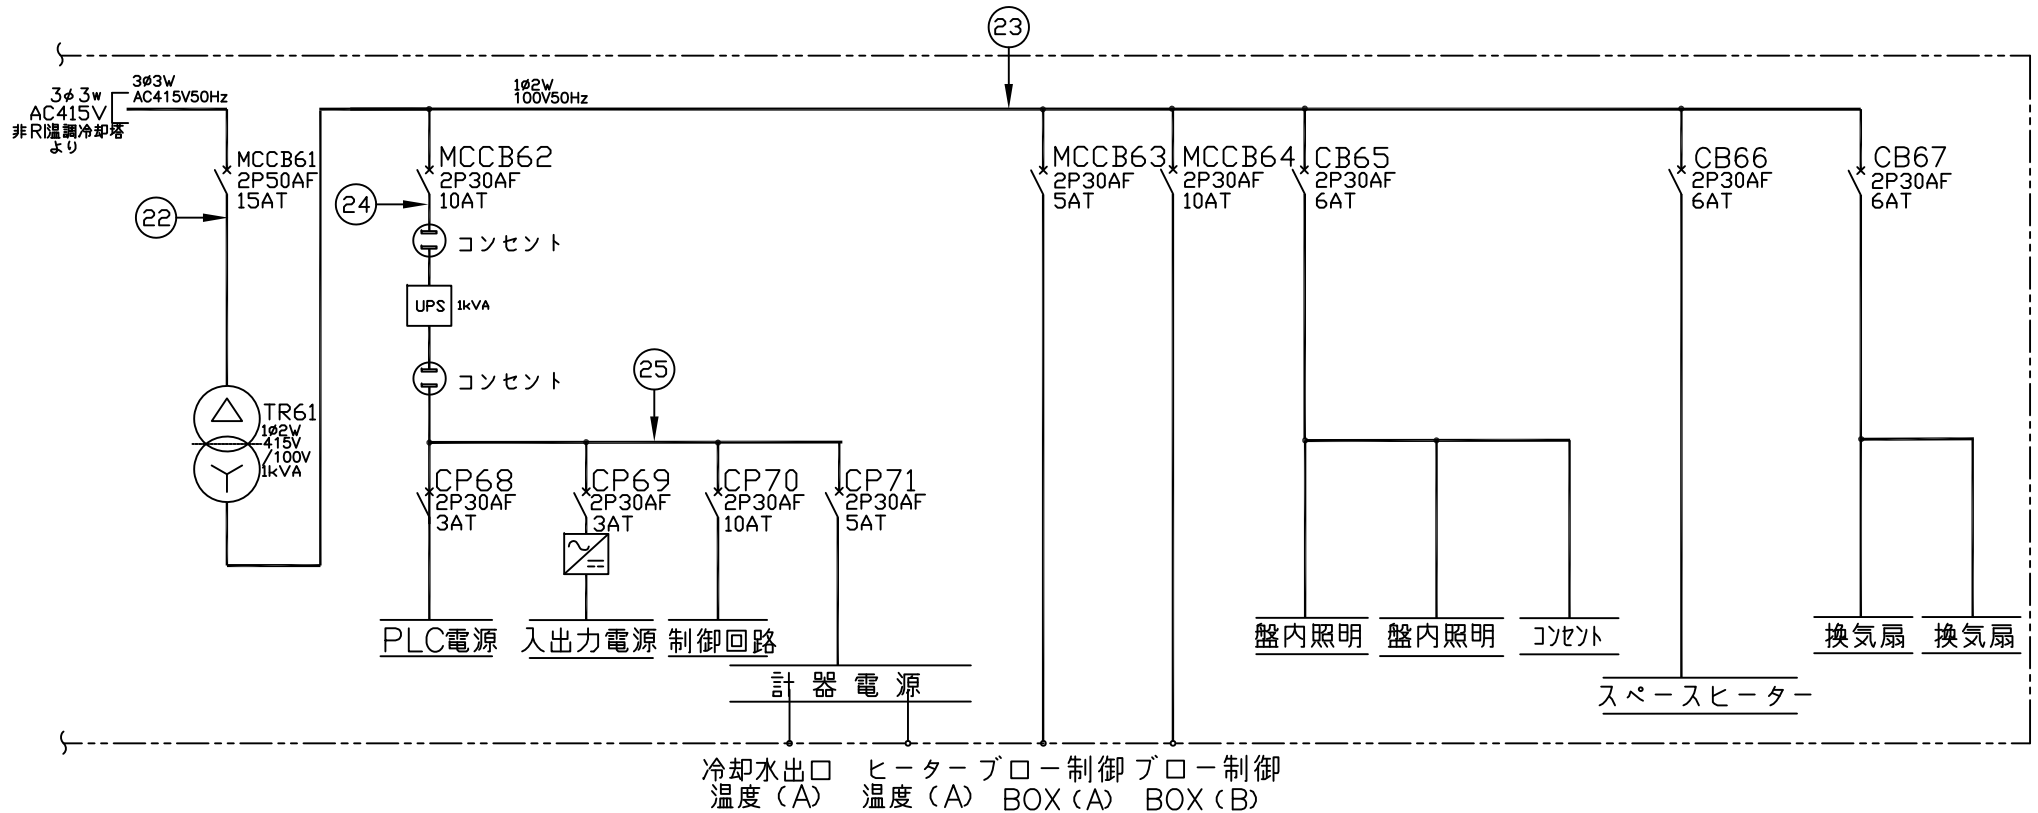 23
3φ3W
AC415V50Hz
3φ3w
AC415V
非RI温調冷却塔
より
1φ2W
100V50Hz
MCCB61
2P50AF
15AT
22
MCCB62
2P30AF
10AT
24
コンセント
UPS 1kVA
コンセント
25
TR61
1φ2W
415V
/100V
1kVA
MCCB63
2P30AF
5AT
MCCB64
2P30AF
10AT
CB65
2P30AF
6AT
CB66
2P30AF
6AT
CB67
2P30AF
6AT
CP68
2P30AF
3AT
CP69
2P30AF
3AT
CP70
2P30AF
10AT
CP71
2P30AF
5AT
PLC電源
入出力電源
制御回路
計器電源
盤内照明
盤内照明
コンセント
スペースヒーター
換気扇
換気扇
冷却水出口
温度(A)
ヒーター
温度(A)
ブロー制御
BOX(A)
ブロー制御
BOX(B)